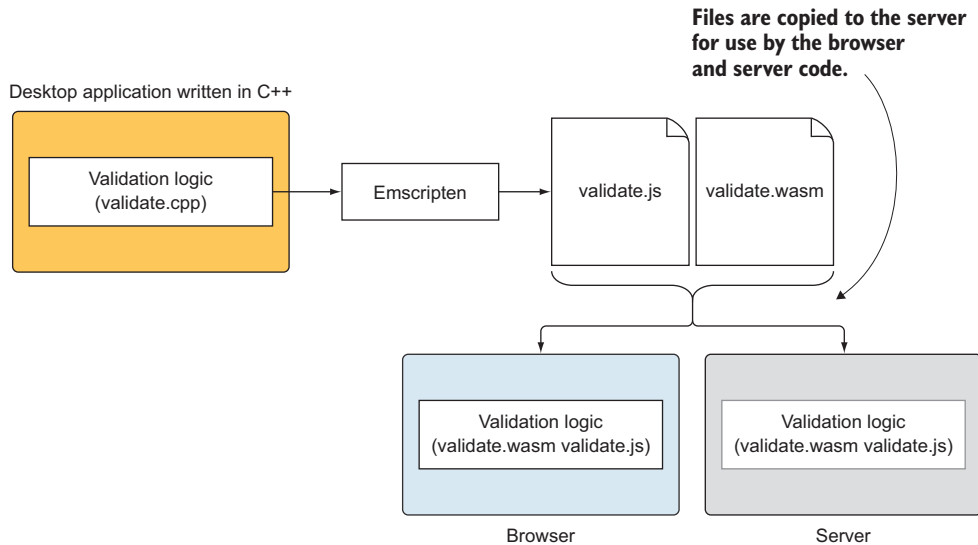 Files are copied to the server
for use by the browser
and server code.
Desktop application written in C++
Validation logic
(validate.cpp)
Emscripten
validate.js
validate.wasm
Validation logic
(validate.wasm validate.js)
Validation logic
(validate.wasm validate.js)
Browser
Server